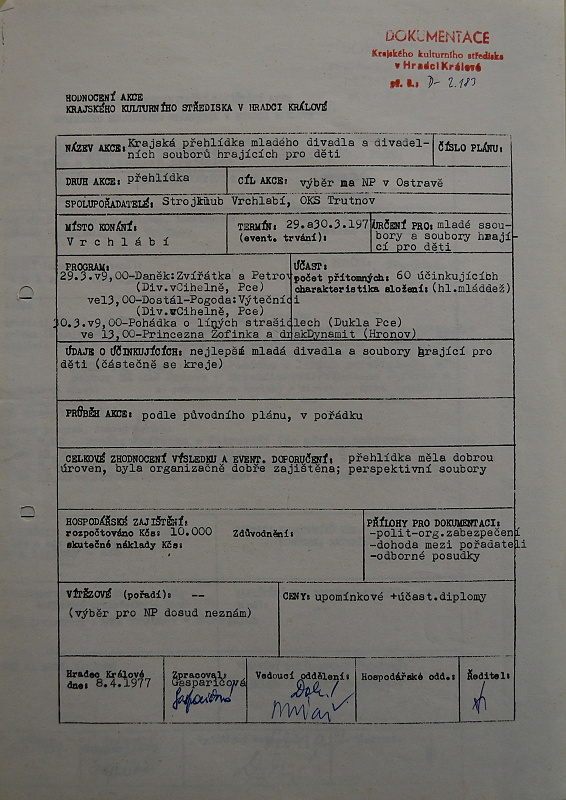 DOKUMENTACE
Krajského kulturního střediska
v Hradci Králové
př. č.: D- 2.183
HODNOCENÍ AKCE
KRAJSKÉHO KULTURNÍHO STŘEDISKA V HRADCI KRÁLOVÉ
NÁZEV AKCE: Krajská přehlídka mladého divadla a divadel-
ních souborů hrajících pro děti
ČÍSLO PLÁNU:
DRUH AKCE: přehlídka
CÍL AKCE: výběr na NP v Ostravě
SPOLUPOŘADATELÉ: Strojklub Vrchlabí, OKS Trutnov
MÍSTO KONÁNÍ:
Vrchlábí
TERMÍN: 29.a30.3.197
(event. trvání):
URČENÍ PRO: mladé sou-
bory a soubory hrají-
cí pro děti
PROGRAM:
29.3.v9,00-Daněk:Zvířátka a Petrov
(Div.vCihelně, Pce)
ve13,00-Dostál-Pogoda:Výtečníci
(Div.vCihelně, Pce)
30.3.v9,00-Pohádka o líných strašidlech (Dukla Pce)
ve 13,00-Princezna Žofinka a drakDynamit (Hronov)
ÚČAST:
počet přítomných: 60 účinkujících
charakteristika složení: (hl.mláddež)
ÚDAJE O ÚČINKUJÍCÍCH: nejlepší mladá divadla a soubory hrající pro
děti (částečně se kreje)
PRŮBĚH AKCE: podle původního plánu, v pořádku
CELKOVÉ ZHODNOCENÍ VÝSLEDKU A EVENT. DOPORUČENÍ: přehlídka měla dobrou
úroven, byla organizačně dobře zajištěna; perspektivní soubory
HOSPODÁŘSKÉ ZAJIŠTĚNÍ:
rozpočtováno Kčs: 10.000 Zdůvodnění:
skutečné náklady Kčs:
PŘÍLOHY PRO DOKUMENTACI:
-polit-org.zabezpečení
-dohoda mezi pořadateli
-odborné posudky
VÍTĚZOVÉ (pořadí): --
(výběr pro NP dosud neznám)
CENY: upomínkové +účast.diplomy
Hradec Králové
dne: 8.4.1977
Zpracoval:
Gasparičová
Vedoucí oddělení:
Hospodářské odd.:
Ředitel: